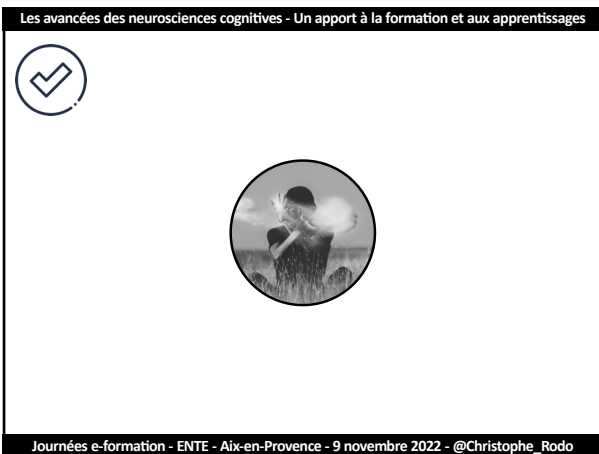 Les avancées des neurosciences cognitives - Un apport à la formation et aux apprentissages
Journées e-formation - ENTE - Aix-en-Provence - 9 novembre 2022 - @Christophe_Rodo